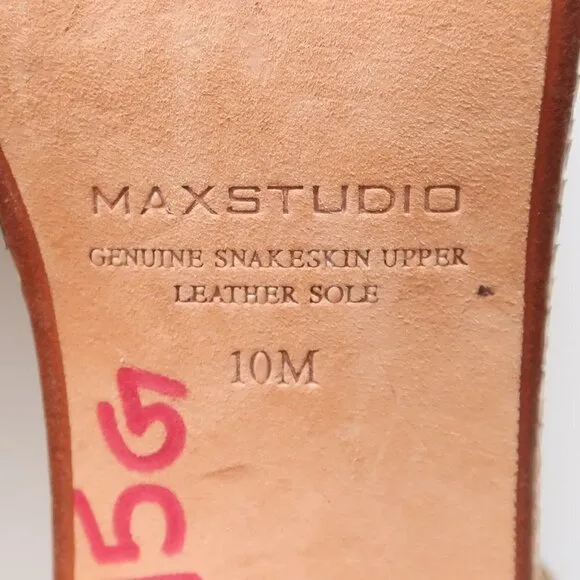 MAXSTUDIO
GENUINE SNAKESKIN UPPER
LEATHER SOLE
10M